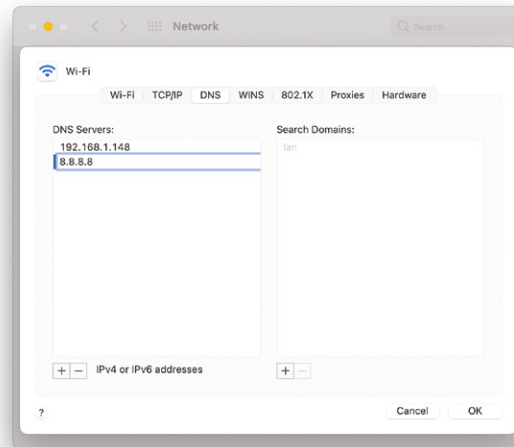 Network
Search
Wi-Fi
Wi-Fi TCP/IP DNS WINS 802.1X Proxies Hardware
DNS Servers:
192.168.1.148
8.8.8.8
Search Domains:
lan
+ − IPv4 or IPv6 addresses
+ −
? Cancel OK